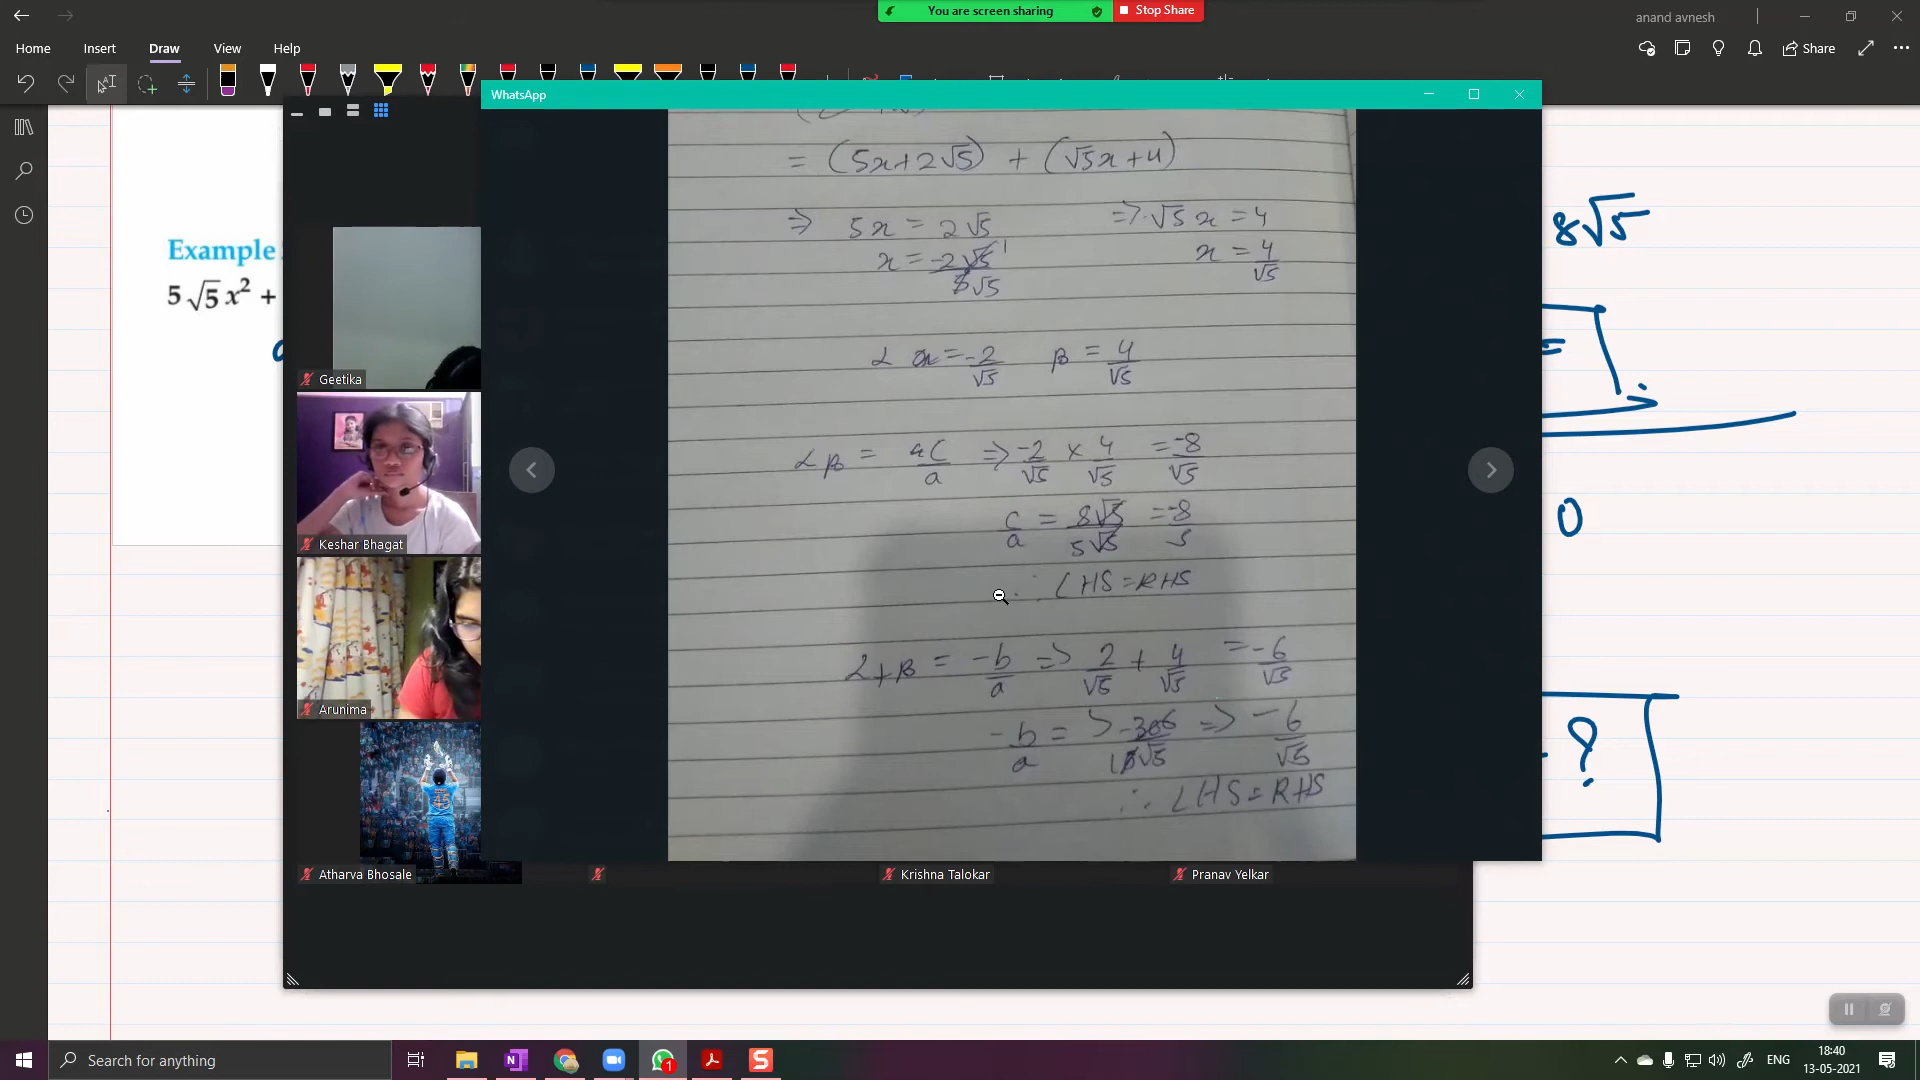 You are screen sharing
Stop Share
anand avnesh
Home Insert Draw View Help
Share
WhatsApp
= (5x+2√5) + (√5x+4)
⇒ 5x = 2√5 ⇒ √5 x = 4
x = -2√5 x = 4/√5
5√5
α = -2/√5 β = 4/√5
αβ = C/a ⇒ -2/√5 × 4/√5 = -8/√5
c/a = 8√5/5√5 = -8/5
∴ LHS = RHS
α+β = -b/a ⇒ 2/√5 + 4/√5 = -6/√5
-b/a = > ⇒ -6/√5
∴ LHS = RHS
Example
5√5x² +
8√5
=
0
- ?
Geetika
Keshar Bhagat
Arunima
Atharva Bhosale
Krishna Talokar
Pranav Yelkar
Search for anything
1
ENG
18:40
13-05-2021